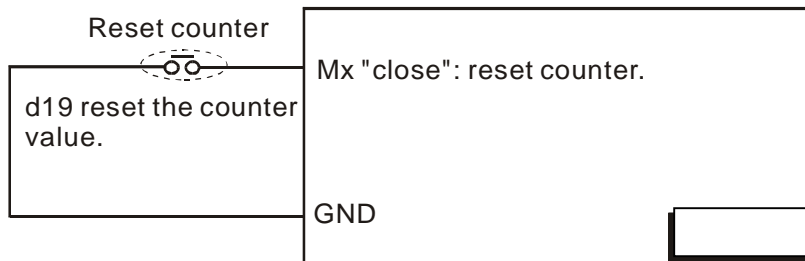 Reset counter
Mx "close": reset counter.
d19 reset the counter
value.
GND